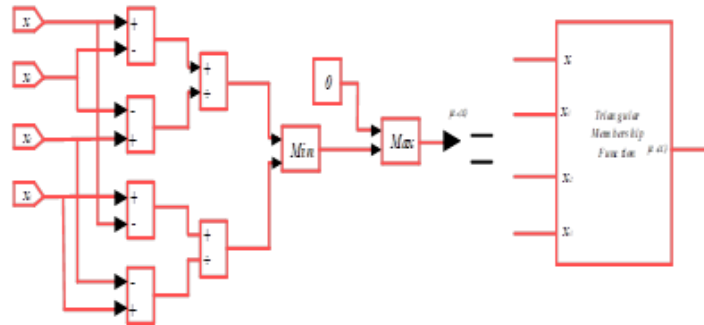 x
+
-
x
+
÷
0
-
+
x
Min
Max
+
-
x
+
÷
-
+
x
x
x
Triangular
Membership
Function
x
x